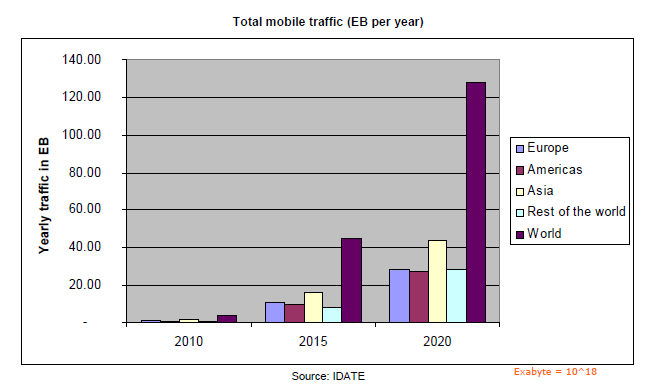 Total mobile traffic (EB per year)
140.00
120.00
100.00
80.00
60.00
40.00
20.00
-
Yearly traffic in EB
2010
2015
2020
Europe
Americas
Asia
Rest of the world
World
Source: IDATE
Exabyte = 10^18